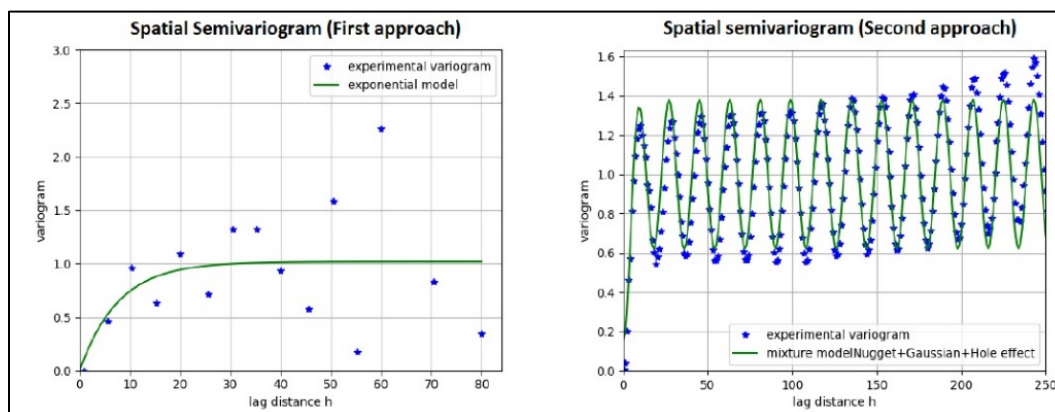 Spatial Semivariogram (First approach)
3.0
2.5
2.0
1.5
1.0
0.5
0.0
variogram
experimental variogram
exponential model
0 10 20 30 40 50 60 70 80
lag distance h
Spatial semivariogram (Second approach)
1.6
1.4
1.2
1.0
0.8
0.6
0.4
0.2
0.0
variogram
experimental variogram
mixture modelNugget+Gaussian+Hole effect
0 50 100 150 200 250
lag distance h